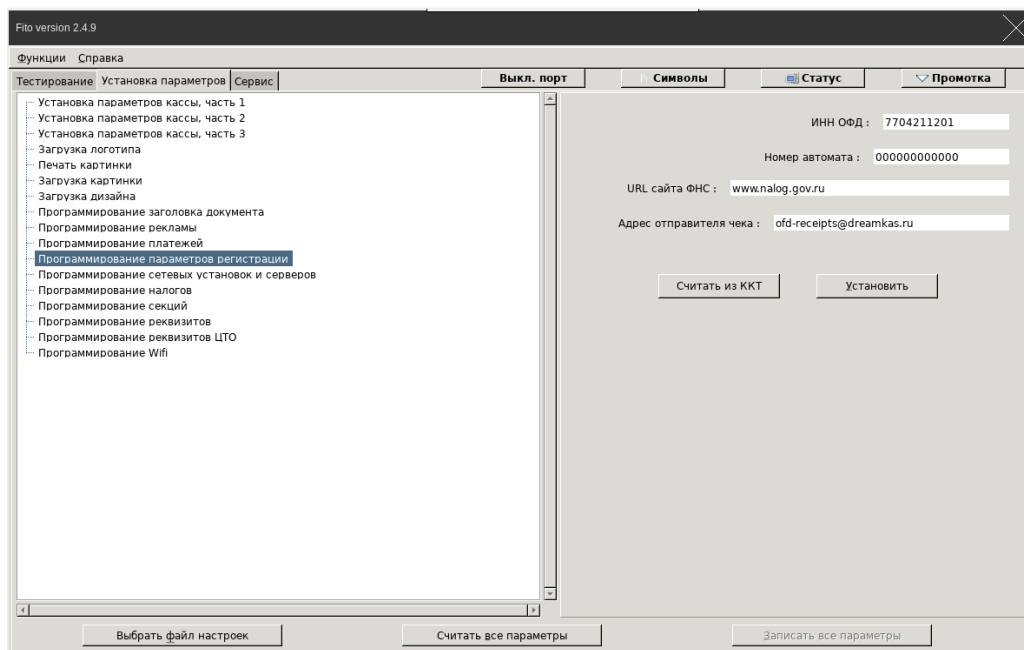 Fito version 2.4.9
Функции Справка
Тестирование Установка параметров Сервис
Выкл. порт Символы Статус Промотка
Установка параметров кассы, часть 1
Установка параметров кассы, часть 2
Установка параметров кассы, часть 3
Загрузка логотипа
Печать картинки
Загрузка картинки
Загрузка дизайна
Программирование заголовка документа
Программирование рекламы
Программирование платежей
Программирование параметров регистрации
Программирование сетевых установок и серверов
Программирование налогов
Программирование секций
Программирование реквизитов
Программирование реквизитов ЦТО
Программирование Wifi
ИНН ОФД : 7704211201
Номер автомата : 000000000000
URL сайта ФНС : www.nalog.gov.ru
Адрес отправителя чека : ofd-receipts@dreamkas.ru
Считать из ККТ Установить
Выбрать файл настроек Считать все параметры Записать все параметры